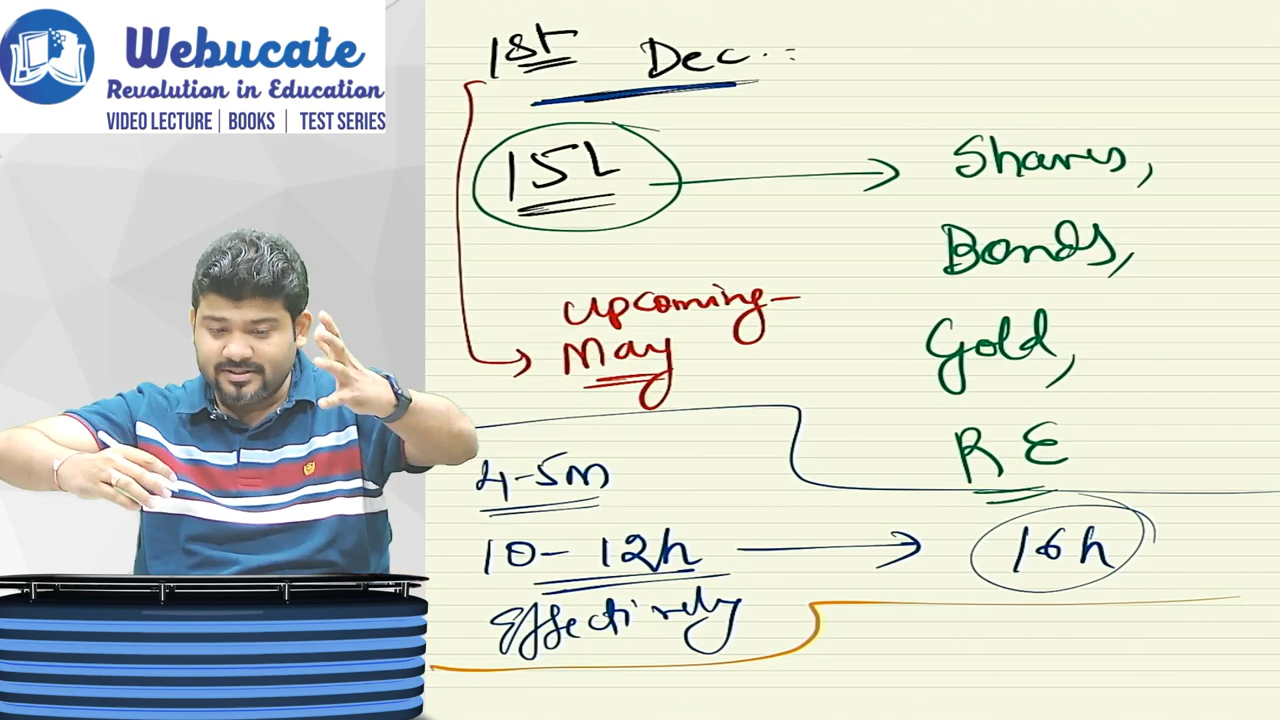 Webucate
Revolution in Education
VIDEO LECTURE | BOOKS | TEST SERIES
1st Dec..:
15L → Shares,
Bonds,
Gold,
RE
upcoming-
May
4-5m
10-12h → 16h
Effectively